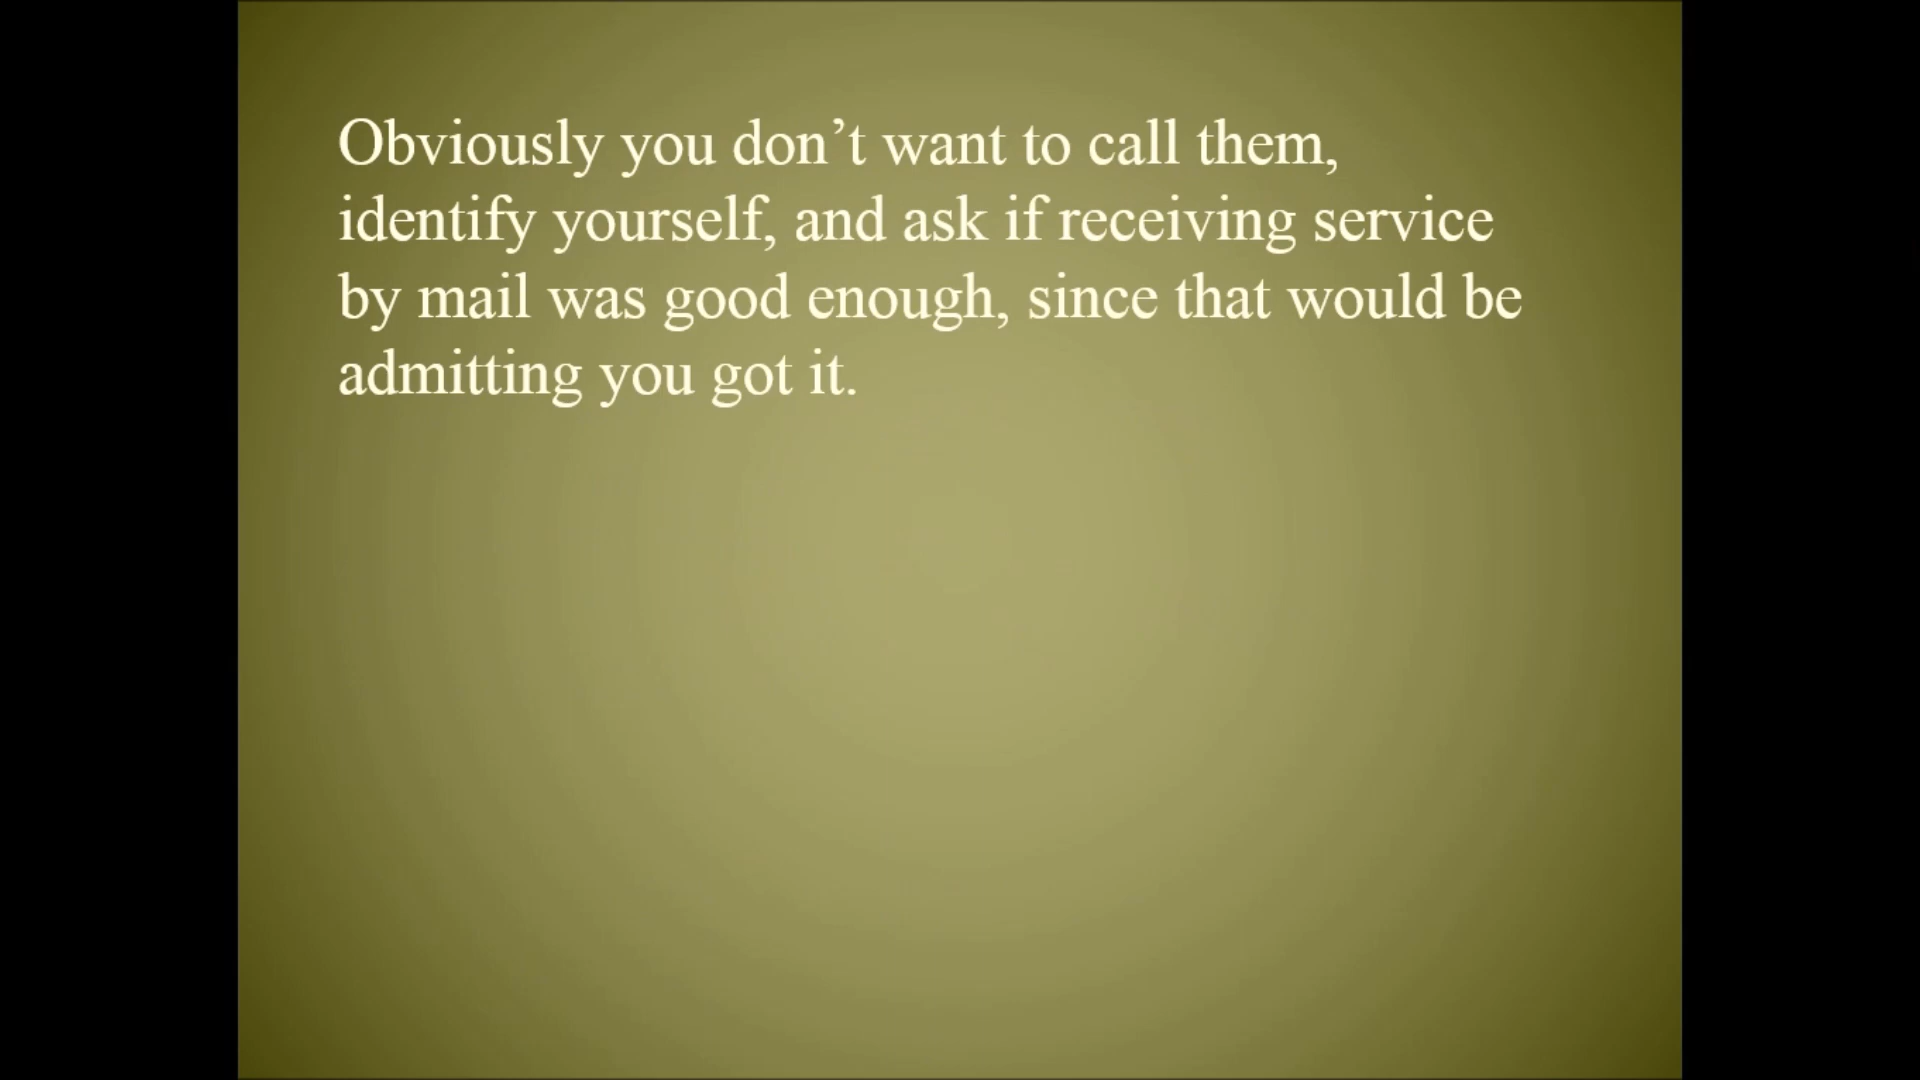 Obviously you don’t want to call them,
identify yourself, and ask if receiving service
by mail was good enough, since that would be
admitting you got it.